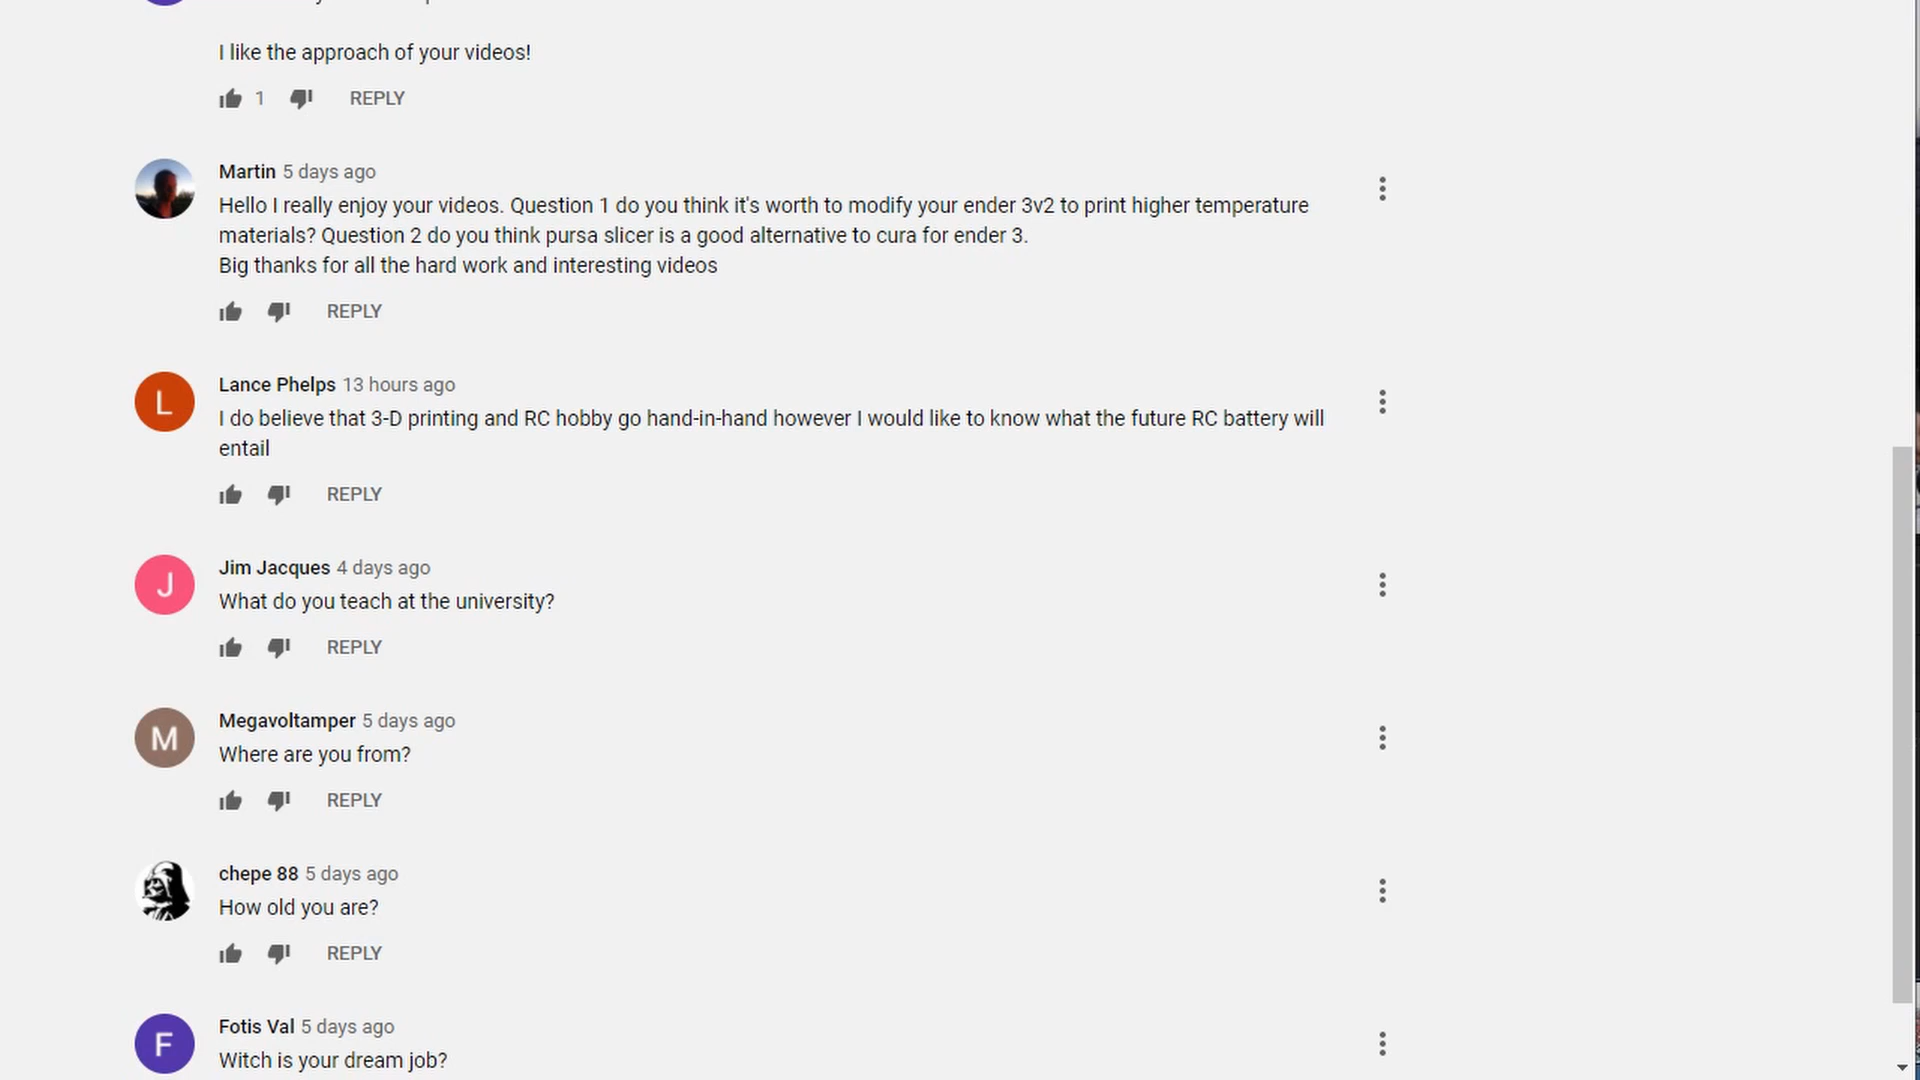 I like the approach of your videos!
1 REPLY
Martin 5 days ago
Hello I really enjoy your videos. Question 1 do you think it's worth to modify your ender 3v2 to print higher temperature
materials? Question 2 do you think pursa slicer is a good alternative to cura for ender 3.
Big thanks for all the hard work and interesting videos
REPLY
L
Lance Phelps 13 hours ago
I do believe that 3-D printing and RC hobby go hand-in-hand however I would like to know what the future RC battery will
entail
REPLY
J
Jim Jacques 4 days ago
What do you teach at the university?
REPLY
M
Megavoltamper 5 days ago
Where are you from?
REPLY
chepe 88 5 days ago
How old you are?
REPLY
F
Fotis Val 5 days ago
Witch is your dream job?